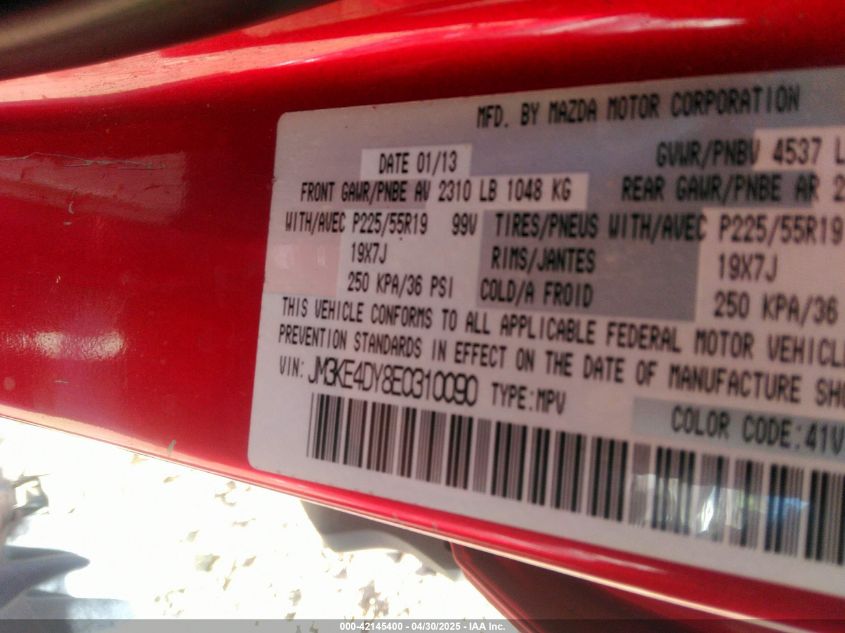 MFD. BY MAZDA MOTOR CORPORATION
DATE 01/13 GVWR/PNBV 4537 L
FRONT GAWR/PNBE AV 2310 LB 1048 KG REAR GAWR/PNBE AR 2
WITH/AVEC P225/55R19 99V TIRES/PNEUS WITH/AVEC P225/55R19
19X7J RIMS/JANTES 19X7J
250 KPA/36 PSI COLD/A FROID 250 KPA/36
THIS VEHICLE CONFORMS TO ALL APPLICABLE FEDERAL MOTOR VEHICLE
PREVENTION STANDARDS IN EFFECT ON THE DATE OF MANUFACTURE SHO
VIN: JM3KE4DY8E0310090 TYPE:MPV
COLOR CODE:41V
000-42145400 - 04/30/2025 - IAA Inc.